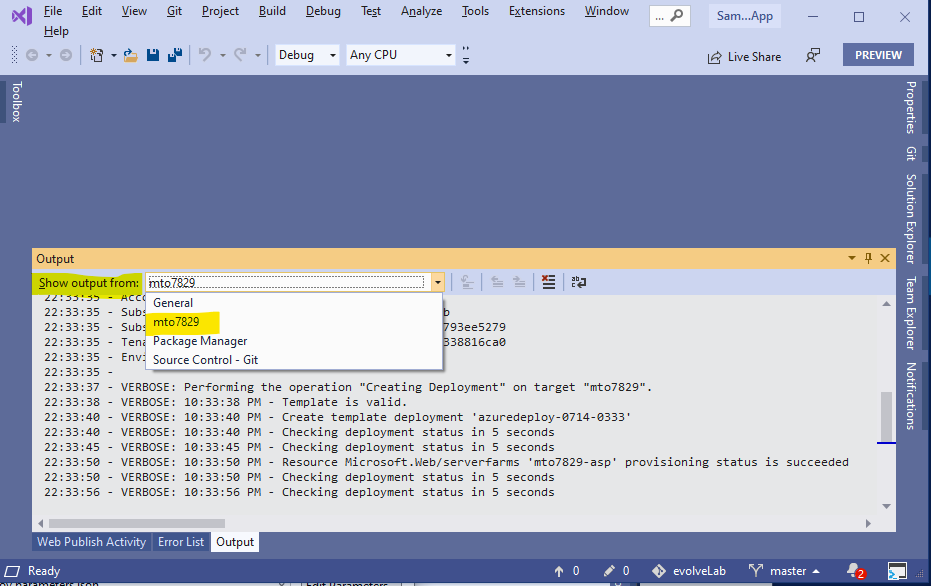 File Edit View Git Project Build Debug Test Analyze Tools Extensions Window ... Sam...App
Help
Debug Any CPU Live Share PREVIEW
Toolbox
Properties
Git
Solution Explorer
Team Explorer
Notifications
Output
Show output from: mto7829
General
mto7829
Package Manager
Source Control - Git
22:33:35 - Acco
22:33:35 - Subs b
22:33:35 - Subs 793ee5279
22:33:35 - Tena 338816ca0
22:33:35 - Envi
22:33:35 -
22:33:37 - VERBOSE: Performing the operation "Creating Deployment" on target "mto7829".
22:33:38 - VERBOSE: 10:33:38 PM - Template is valid.
22:33:40 - VERBOSE: 10:33:40 PM - Create template deployment 'azuredeploy-0714-0333'
22:33:40 - VERBOSE: 10:33:40 PM - Checking deployment status in 5 seconds
22:33:45 - VERBOSE: 10:33:45 PM - Checking deployment status in 5 seconds
22:33:50 - VERBOSE: 10:33:50 PM - Resource Microsoft.Web/serverfarms 'mto7829-asp' provisioning status is succeeded
22:33:50 - VERBOSE: 10:33:50 PM - Checking deployment status in 5 seconds
22:33:56 - VERBOSE: 10:33:56 PM - Checking deployment status in 5 seconds
Web Publish Activity Error List Output
Ready 0 0 evolveLab master 2